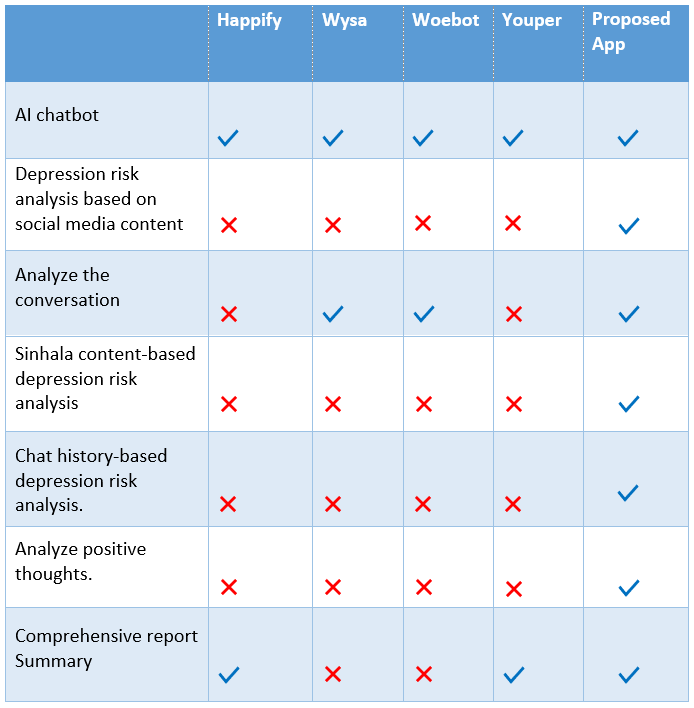 Happify Wysa Woebot Youper Proposed
App
AI chatbot
Depression risk
analysis based on
social media content
Analyze the
conversation
Sinhala content-based
depression risk
analysis
Chat history-based
depression risk
analysis.
Analyze positive
thoughts.
Comprehensive report
Summary